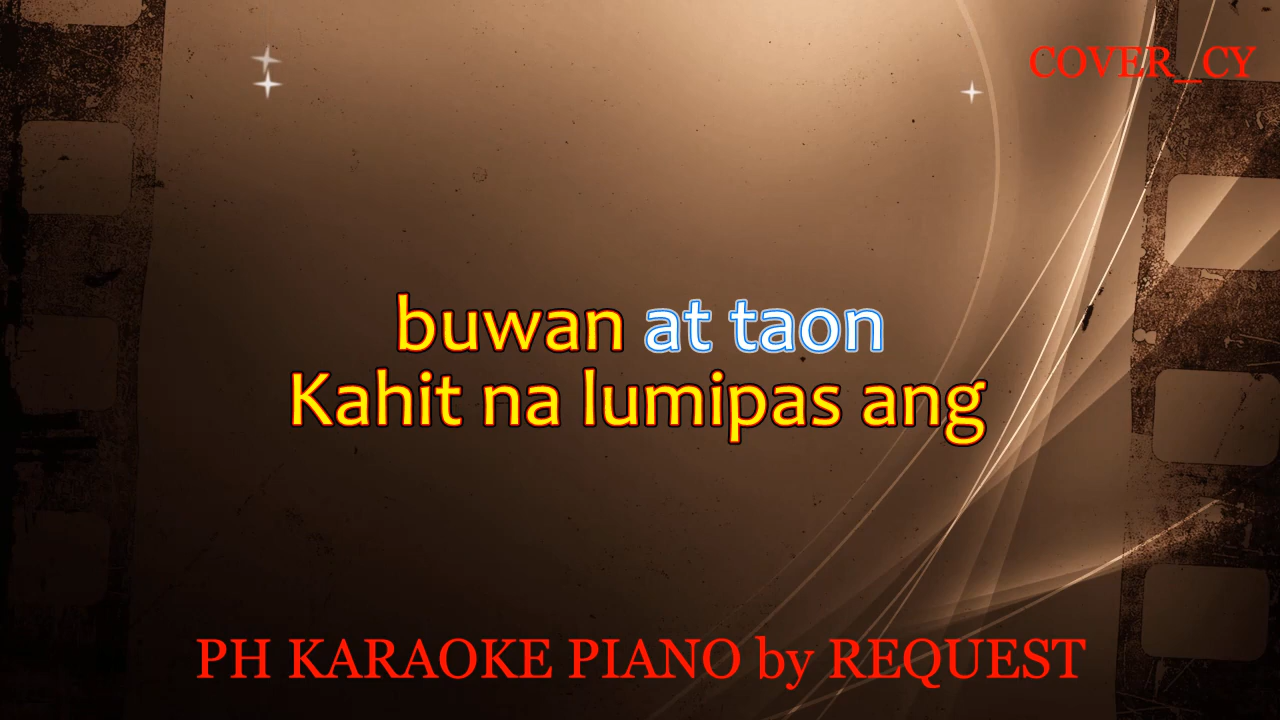 COVER_CY
buwan at taon
Kahit na lumipas ang
PH KARAOKE PIANO by REQUEST